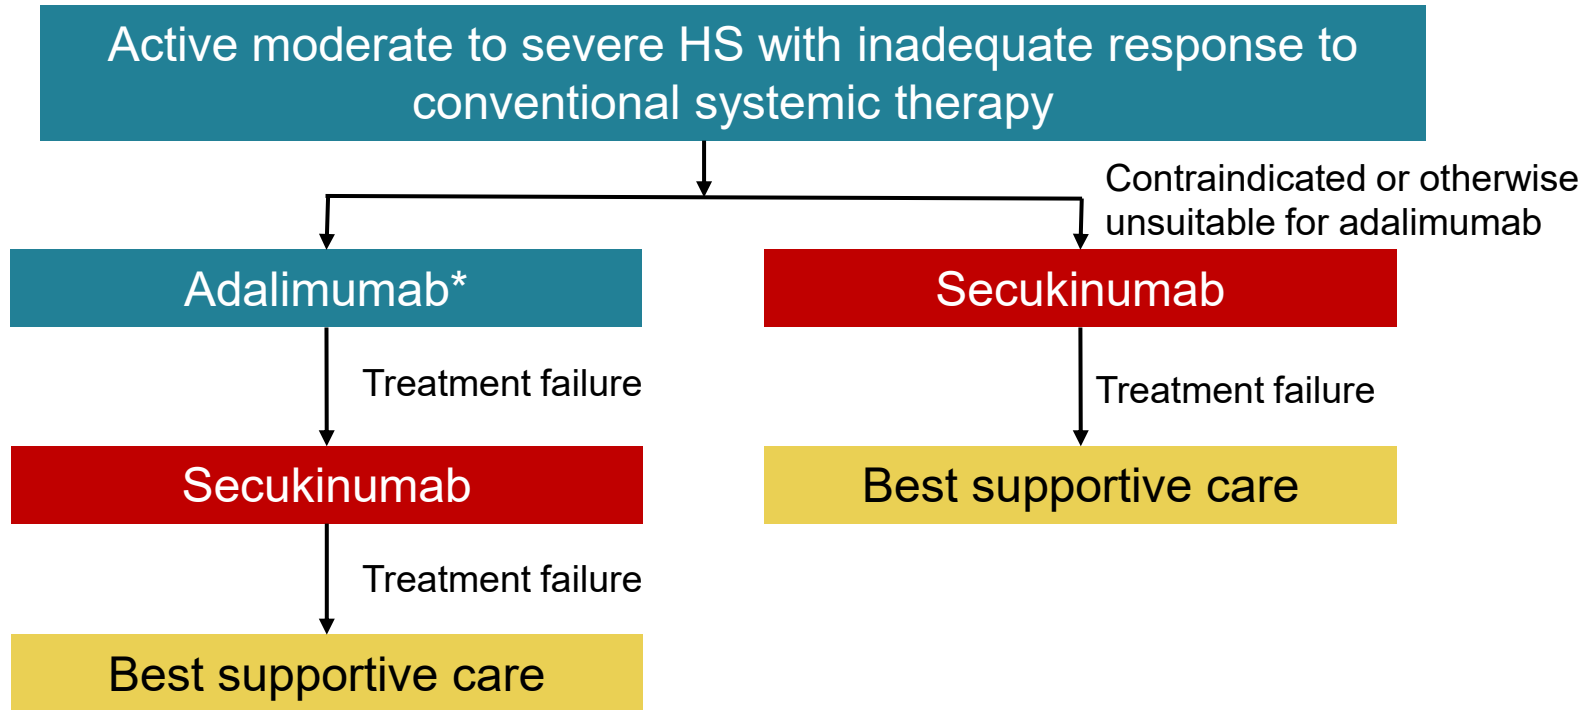 Active moderate to severe HS with inadequate response to
conventional systemic therapy
Contraindicated or otherwise
unsuitable for adalimumab
Adalimumab*
Secukinumab
Treatment failure
Treatment failure
Secukinumab
Best supportive care
Treatment failure
Best supportive care